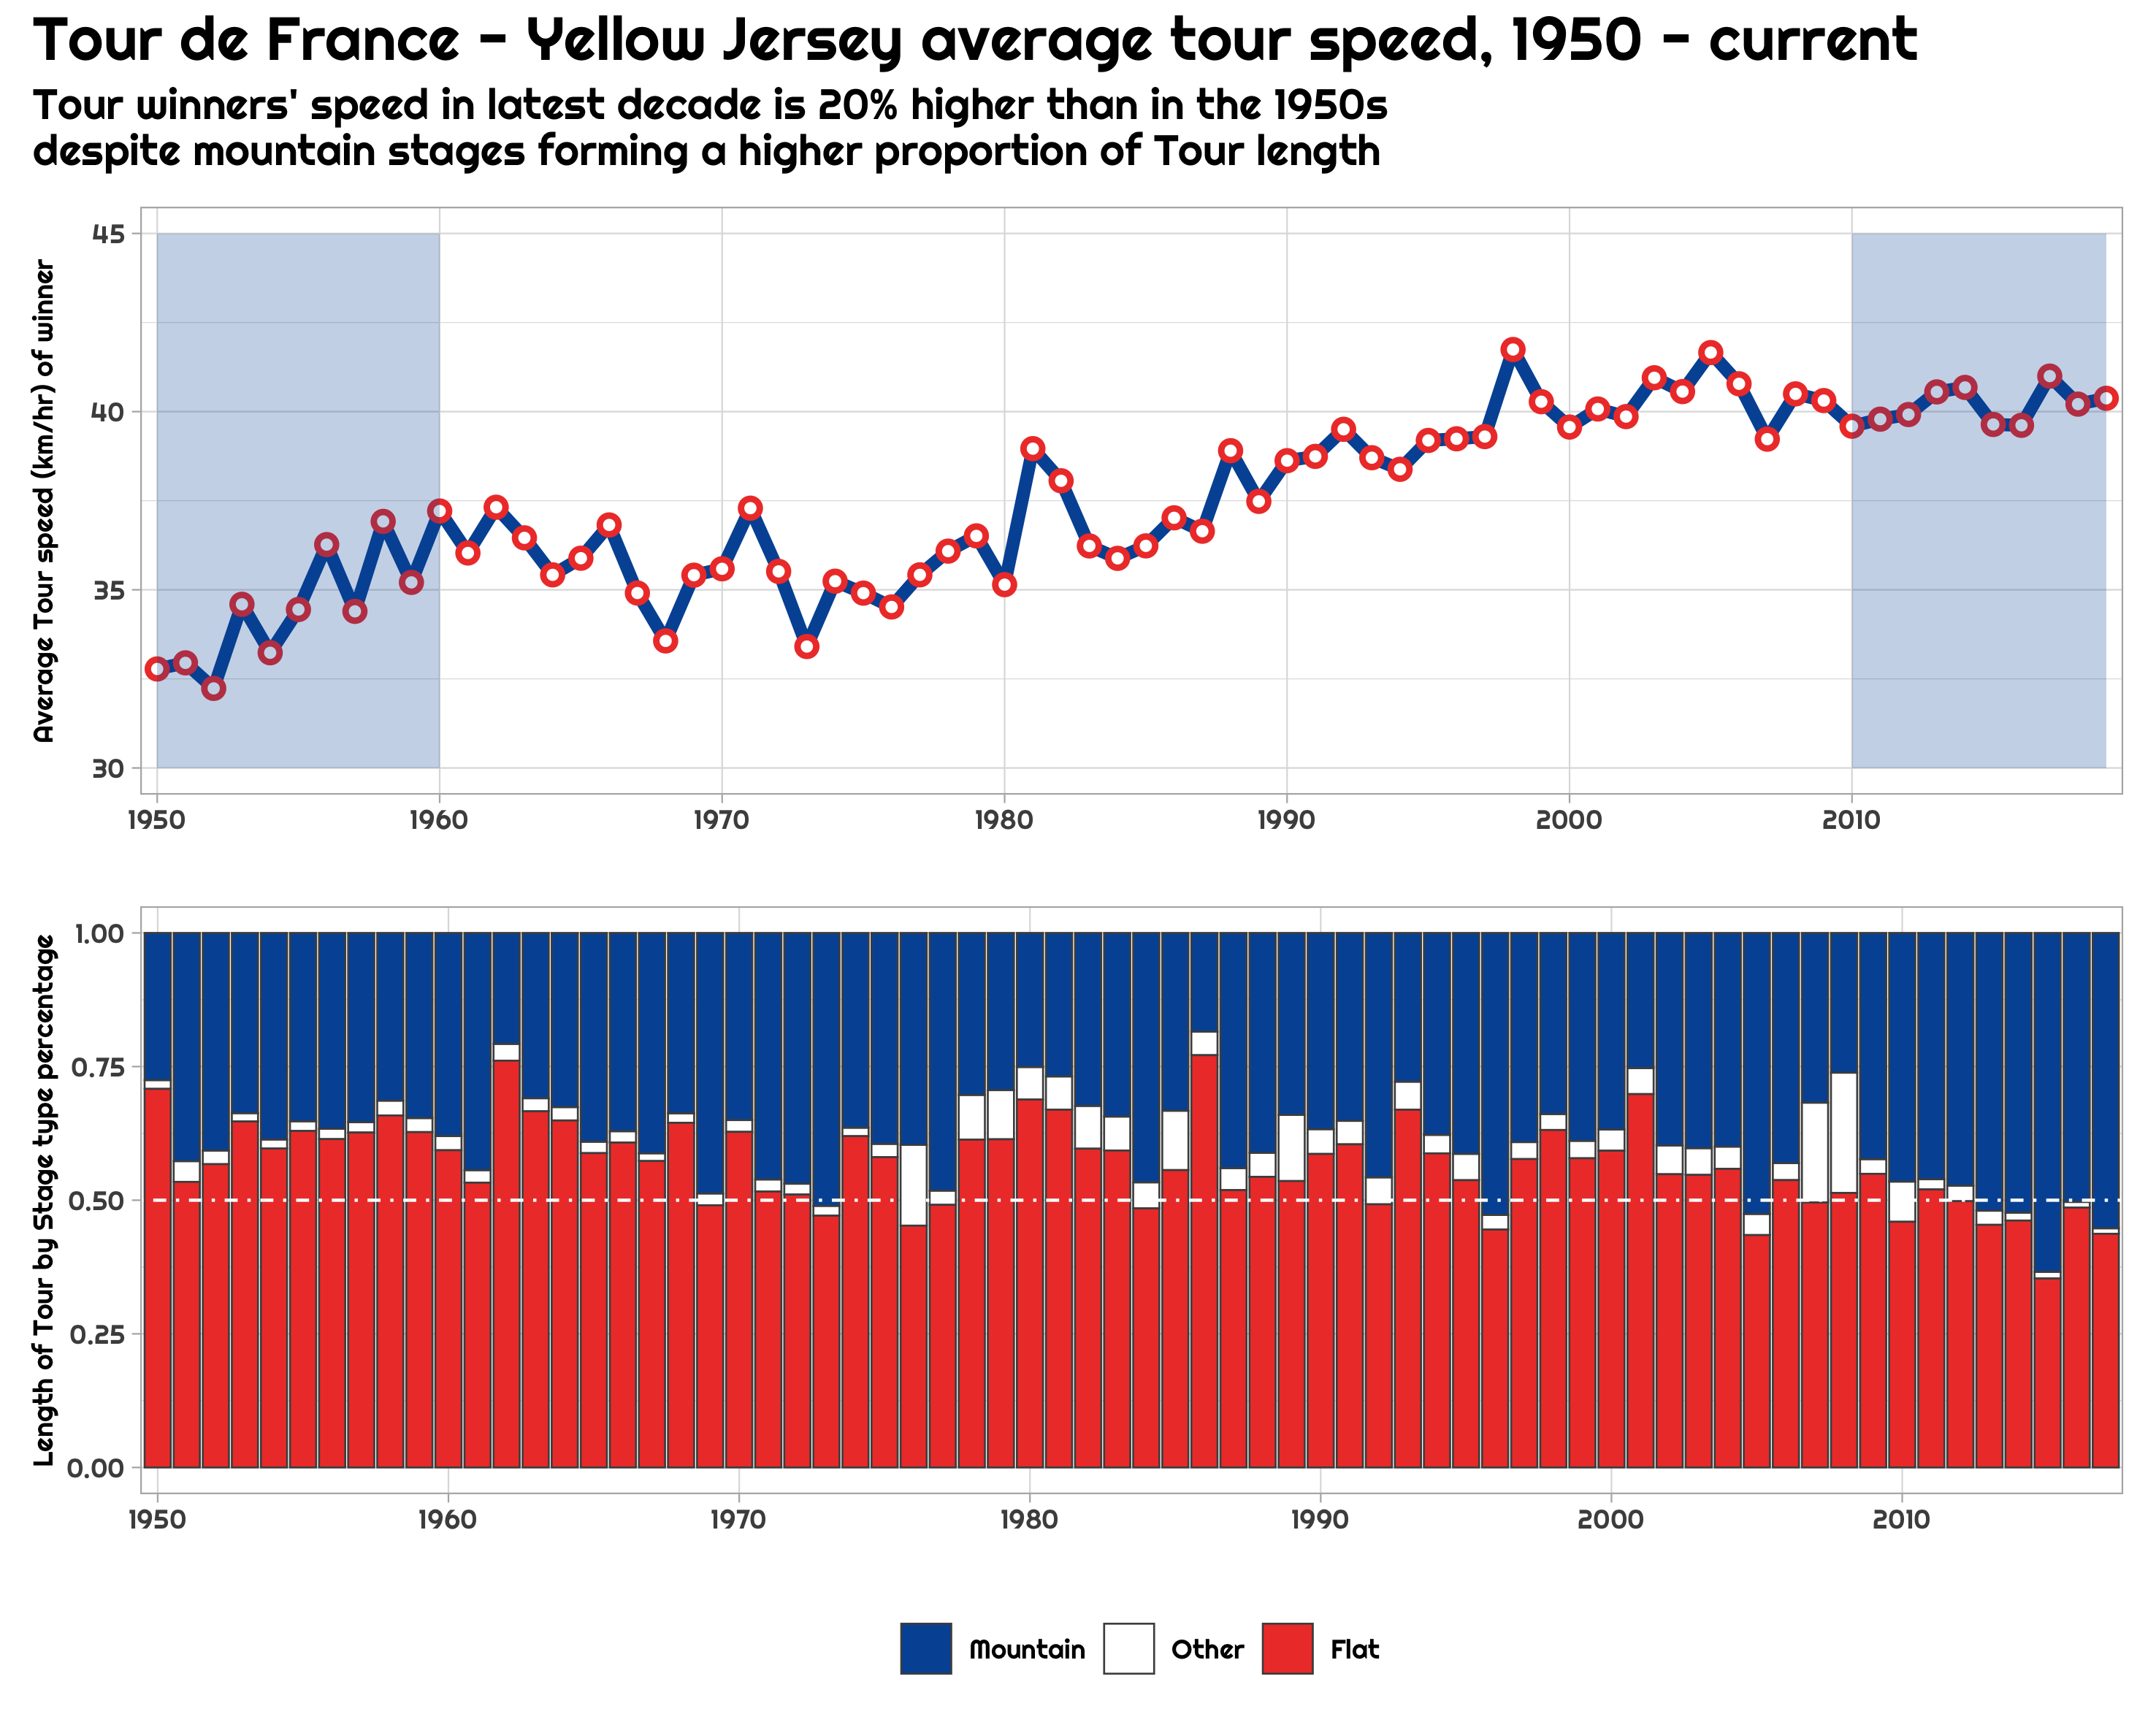 Tour de France - Yellow Jersey average tour speed, 1950 - current
Tour winners' speed in latest decade is 20% higher than in the 1950s
despite mountain stages forming a higher proportion of Tour length
Average Tour speed (km/hr) of winner
45
40
35
30
1950 1960 1970 1980 1990 2000 2010
Length of Tour by Stage type percentage
1.00
0.75
0.50
0.25
0.00
1950 1960 1970 1980 1990 2000 2010
Mountain Other Flat